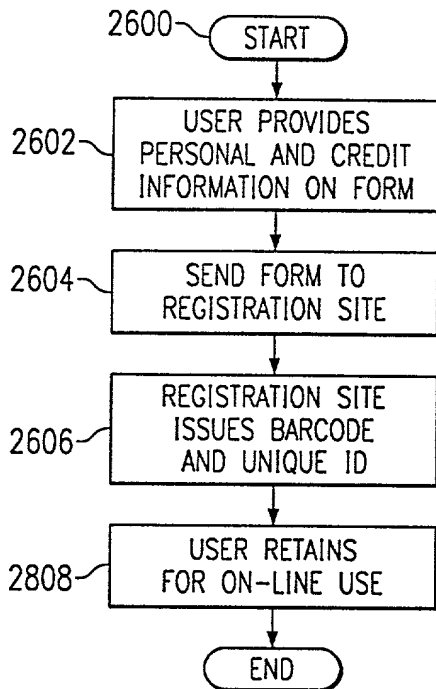 2600
START
2602
USER PROVIDES
PERSONAL AND CREDIT
INFORMATION ON FORM
2604
SEND FORM TO
REGISTRATION SITE
2606
REGISTRATION SITE
ISSUES BARCODE
AND UNIQUE ID
2808
USER RETAINS
FOR ON-LINE USE
END